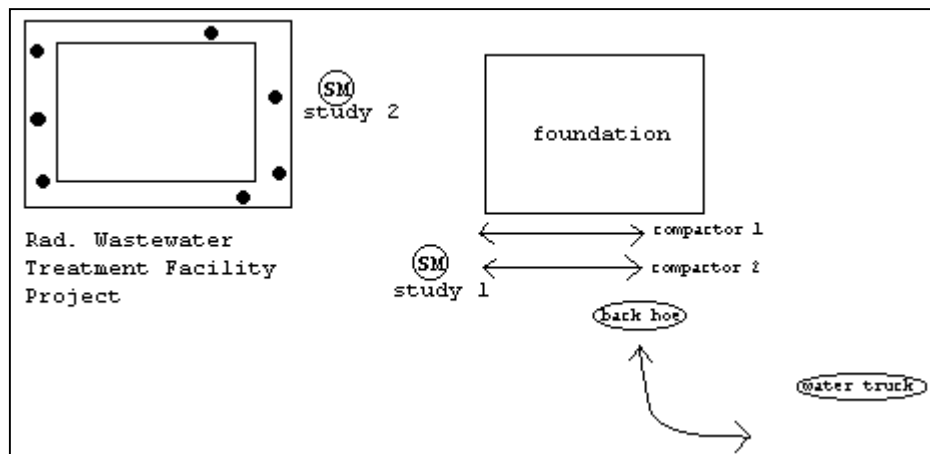 SM
study 2
foundation
Rad. Wastewater
Treatment Facility
Project
compactor 1
SM
study 1
compactor 2
back hoe
water truck